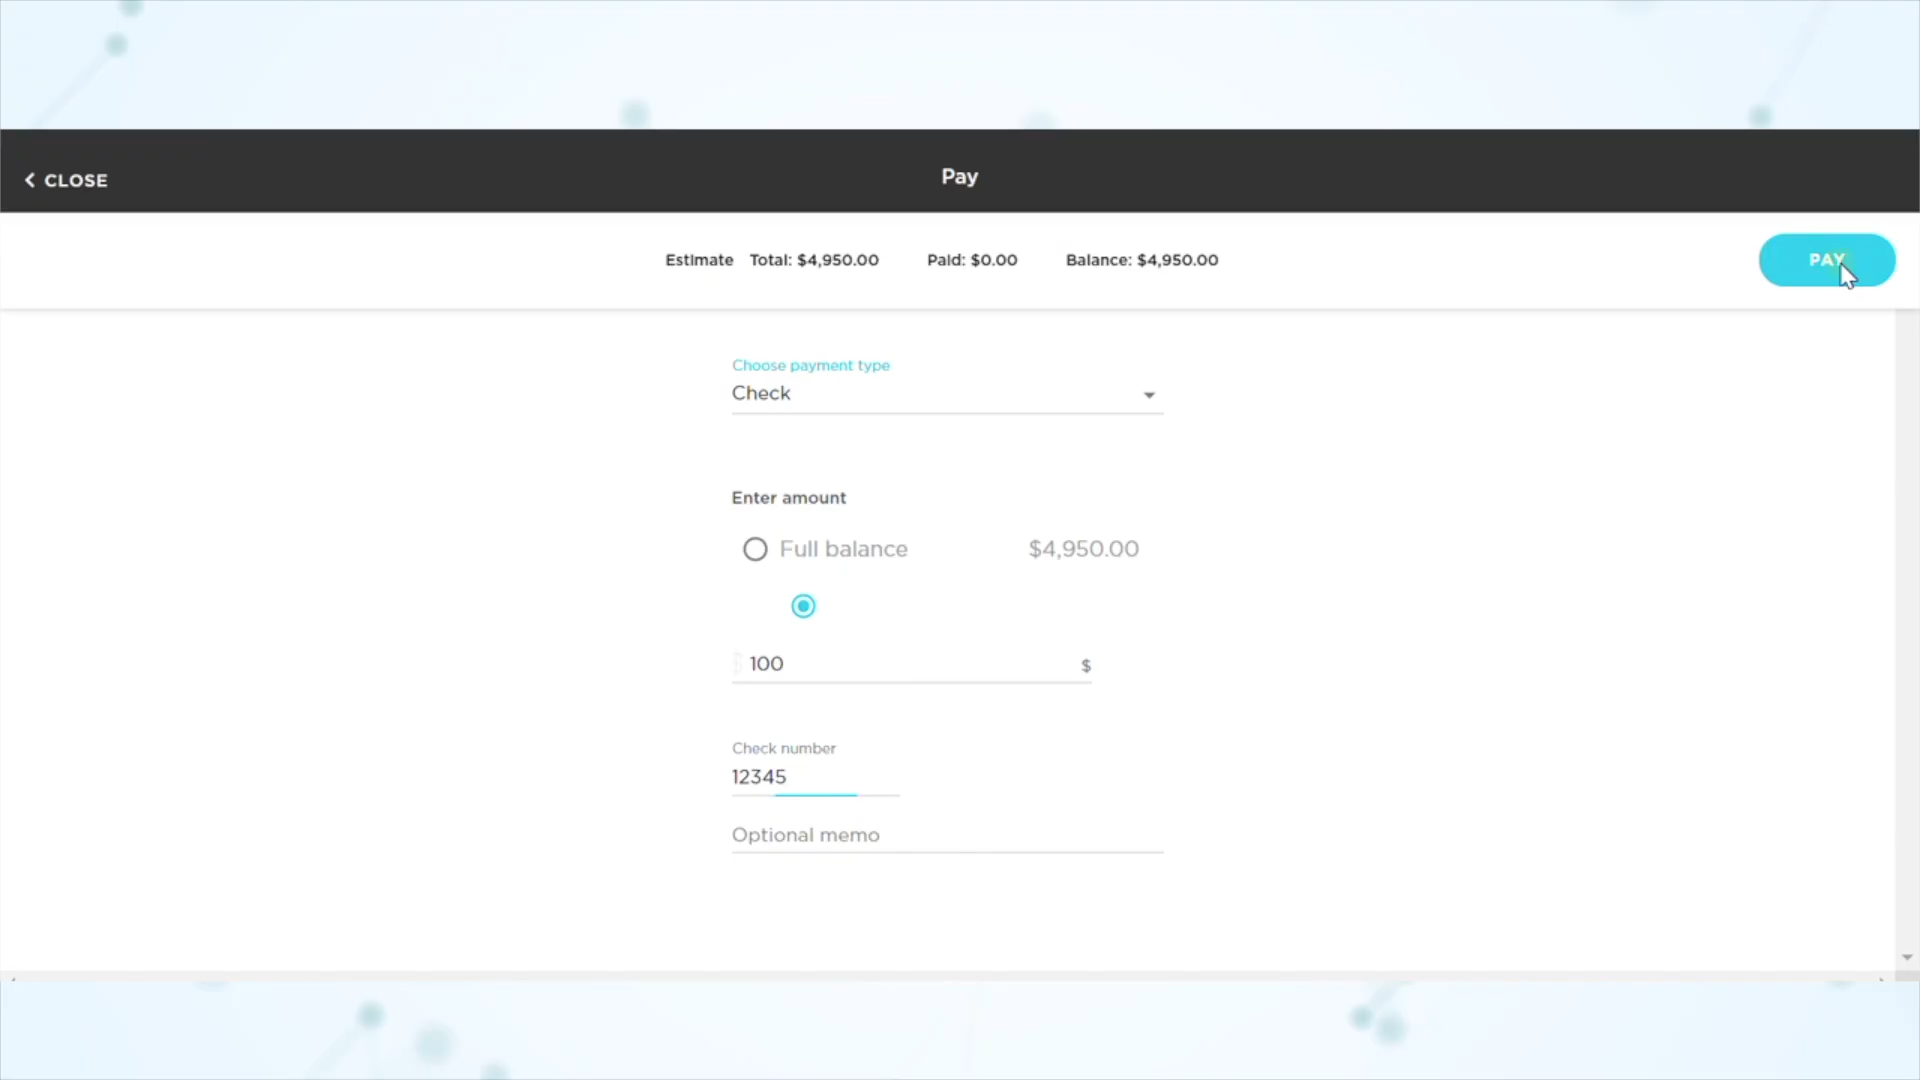 CLOSE
Pay
Estimate Total: $4,950.00 Paid: $0.00 Balance: $4,950.00
PAY
Choose payment type
Check
Enter amount
Full balance $4,950.00
$ 100 $
Check number
12345
Optional memo